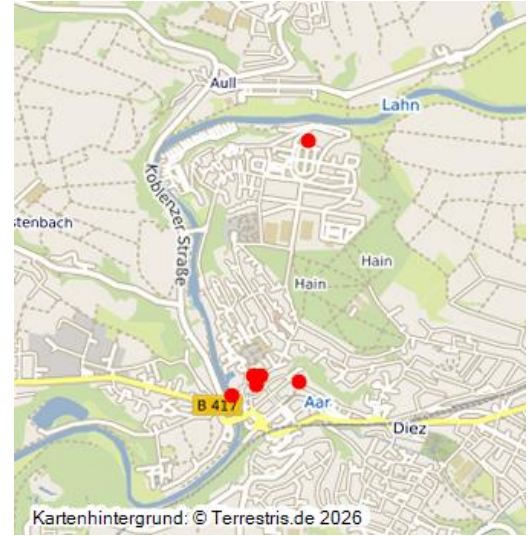 Aull
Lahn
Koblenzer Straße
stenbach
Hain
Hain
B 417
Aar
Diez
Kartenhintergrund: © Terrestris.de 2026